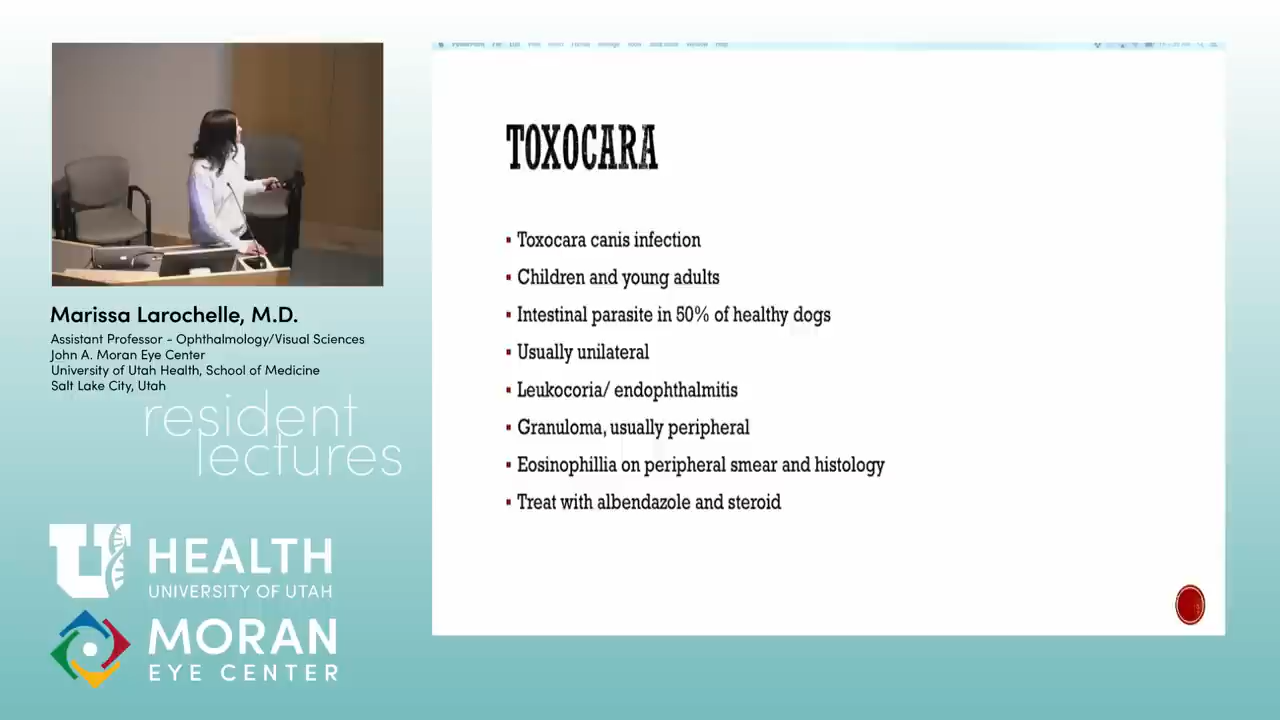 TOXOCARA
Toxocara canis infection
Children and young adults
Intestinal parasite in 50% of healthy dogs
Usually unilateral
Leukocoria/ endophthalmitis
Granuloma, usually peripheral
Eosinophillia on peripheral smear and histology
Treat with albendazole and steroid
Marissa Larochelle, M.D.
Assistant Professor - Ophthalmology/Visual Sciences
John A. Moran Eye Center
University of Utah Health, School of Medicine
Salt Lake City, Utah
resident
lectures
U HEALTH
UNIVERSITY OF UTAH
MORAN
EYE CENTER